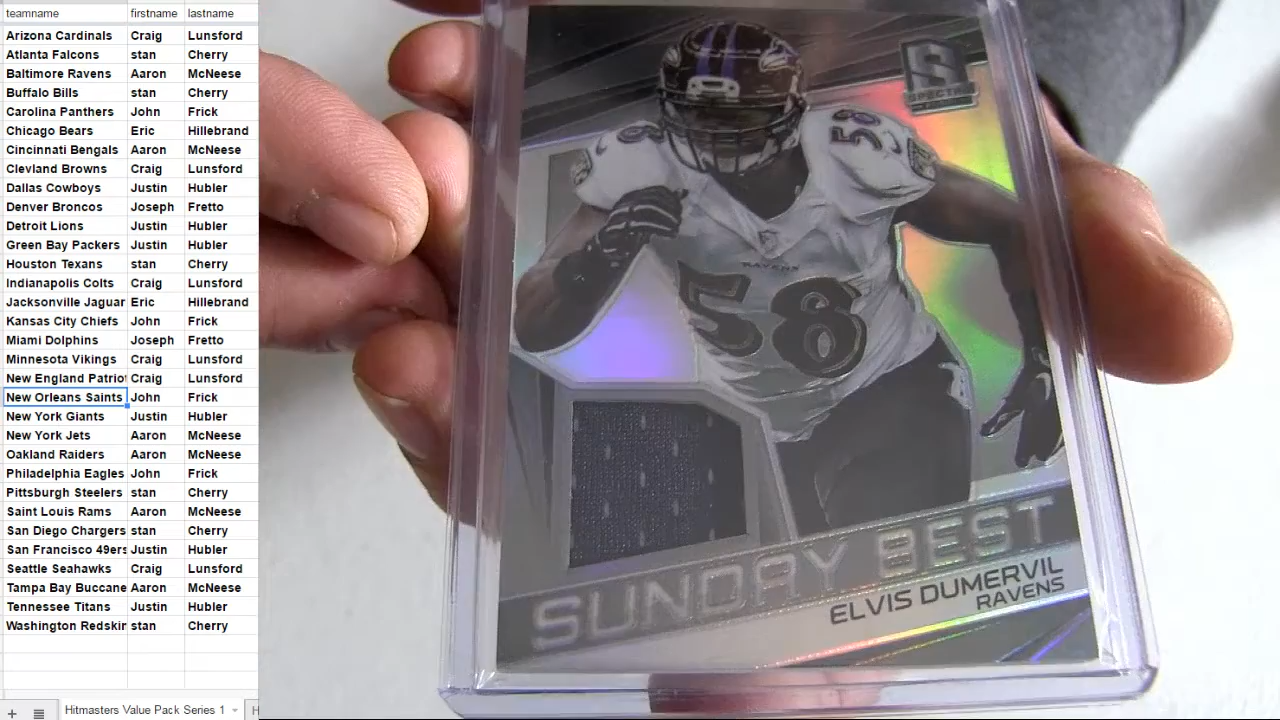 teamname firstname lastname
Arizona Cardinals Craig Lunsford
Atlanta Falcons stan Cherry
Baltimore Ravens Aaron McNeese
Buffalo Bills stan Cherry
Carolina Panthers John Frick
Chicago Bears Eric Hillebrand
Cincinnati Bengals Aaron McNeese
Clevland Browns Craig Lunsford
Dallas Cowboys Justin Hubler
Denver Broncos Joseph Fretto
Detroit Lions Justin Hubler
Green Bay Packers Justin Hubler
Houston Texans stan Cherry
Indianapolis Colts Craig Lunsford
Jacksonville Jaguar Eric Hillebrand
Kansas City Chiefs John Frick
Miami Dolphins Joseph Fretto
Minnesota Vikings Craig Lunsford
New England Patriot Craig Lunsford
New Orleans Saints John Frick
New York Giants Justin Hubler
New York Jets Aaron McNeese
Oakland Raiders Aaron McNeese
Philadelphia Eagles John Frick
Pittsburgh Steelers stan Cherry
Saint Louis Rams Aaron McNeese
San Diego Chargers stan Cherry
San Francisco 49ers Justin Hubler
Seattle Seahawks Craig Lunsford
Tampa Bay Buccane Aaron McNeese
Tennessee Titans Justin Hubler
Washington Redskin stan Cherry
Hitmasters Value Pack Series 1 H
S
SPECTRA
58
RAVENS
58
SUNDAY BEST
ELVIS DUMERVIL
RAVENS